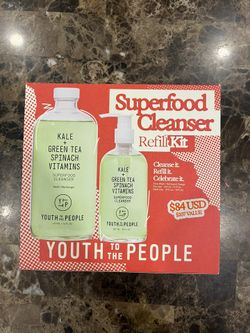 Superfood
Cleanser
Refill Kit
Cleanse it.
Refill it.
Celebrate it.
$84 USD
VALUE
KALE
+
GREEN TEA
SPINACH
VITAMINS
SUPERFOOD
CLEANSER
YOUTH TO THE PEOPLE
KALE
+
GREEN TEA
SPINACH
VITAMINS
SUPERFOOD
CLEANSER
YOUTH TO THE PEOPLE
YOUTH TO THE PEOPLE